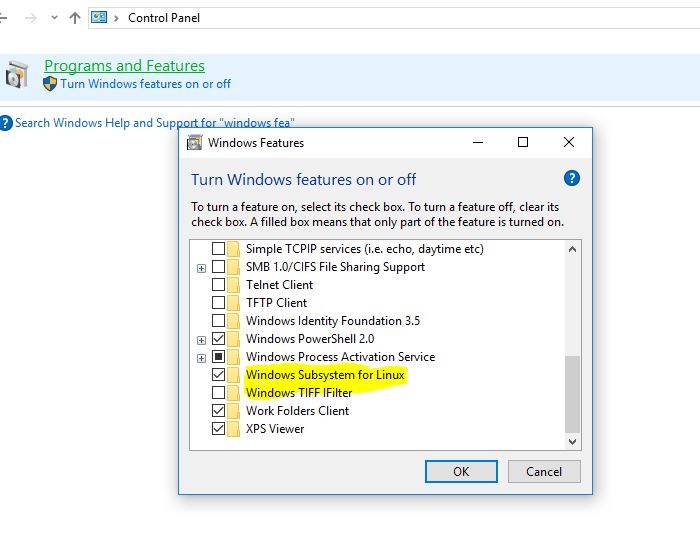 Control Panel
Programs and Features
Turn Windows features on or off
Search Windows Help and Support for "windows fea"
Windows Features
Turn Windows features on or off
To turn a feature on, select its check box. To turn a feature off, clear its
check box. A filled box means that only part of the feature is turned on.
Simple TCPIP services (i.e. echo, daytime etc)
SMB 1.0/CIFS File Sharing Support
Telnet Client
TFTP Client
Windows Identity Foundation 3.5
Windows PowerShell 2.0
Windows Process Activation Service
Windows Subsystem for Linux
Windows TIFF IFilter
Work Folders Client
XPS Viewer
OK Cancel